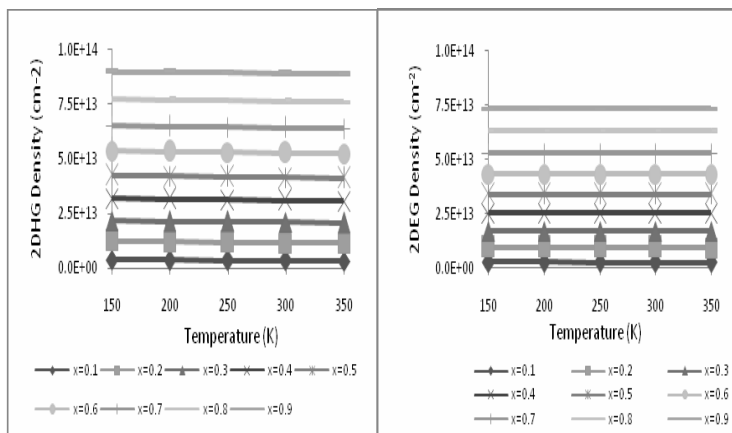 2DHG Density (cm-2)
1.0E+14
7.5E+13
5.0E+13
2.5E+13
0.0E+00
150 200 250 300 350
Temperature (K)
x=0.1 x=0.2 x=0.3 x=0.4 x=0.5
x=0.6 x=0.7 x=0.8 x=0.9
2DEG Density (cm⁻²)
1.0E+14
7.5E+13
5.0E+13
2.5E+13
0.0E+00
150 200 250 300 350
Temperature (K)
x=0.1 x=0.2 x=0.3
x=0.4 x=0.5 x=0.6
x=0.7 x=0.8 x=0.9